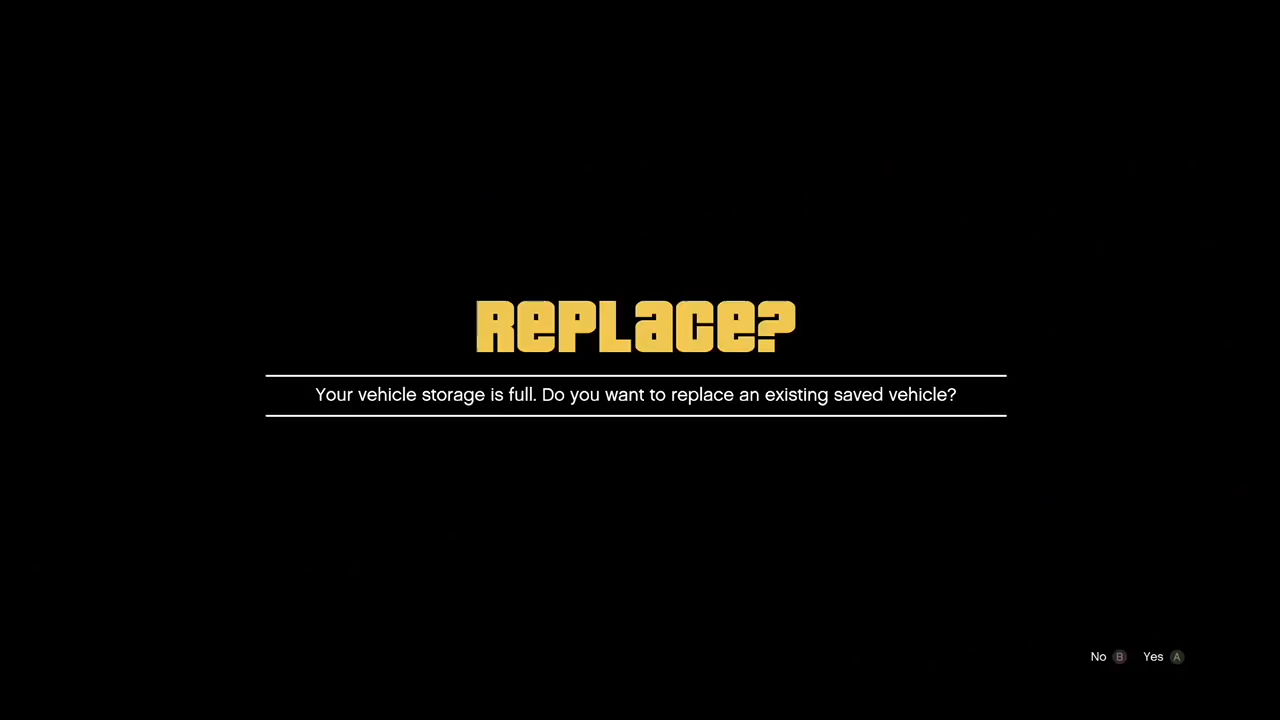 RePLace?
Your vehicle storage is full. Do you want to replace an existing saved vehicle?
No B Yes A